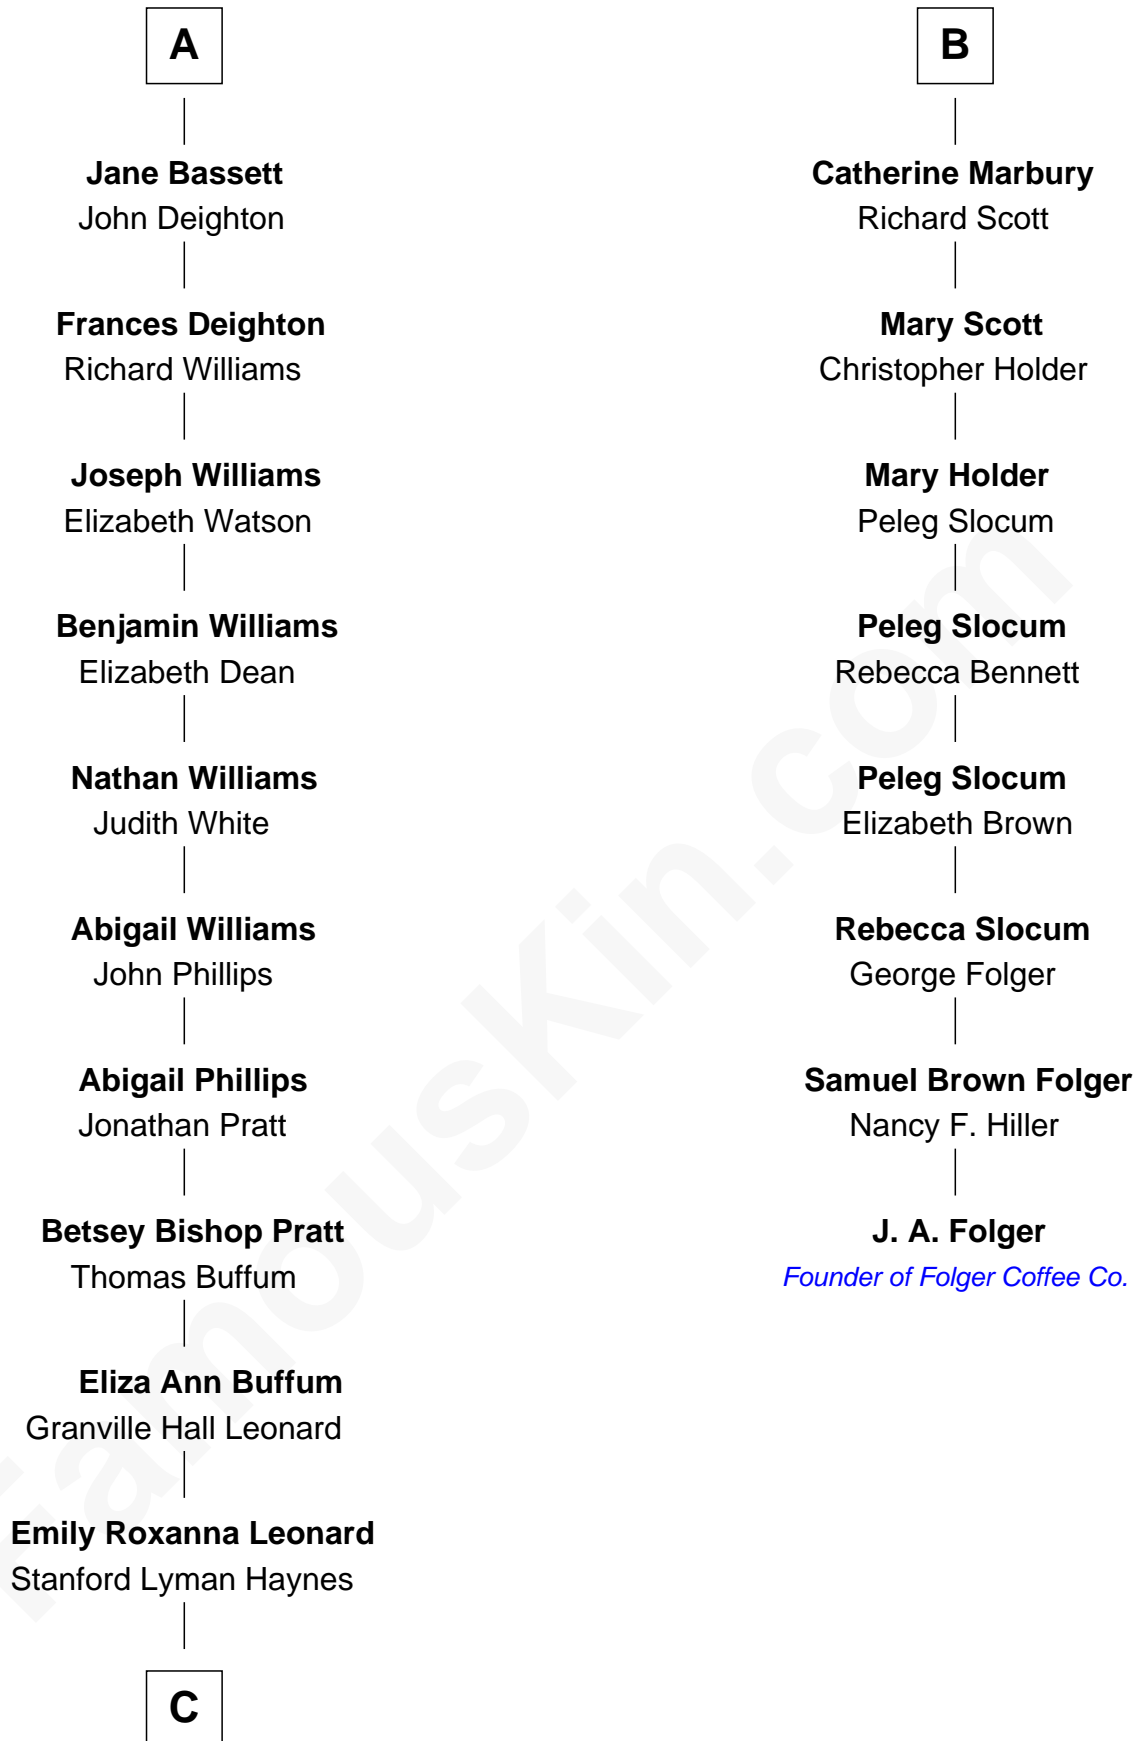 A
Jane Bassett
John Deighton
Frances Deighton
Richard Williams
Joseph Williams
Elizabeth Watson
Benjamin Williams
Elizabeth Dean
Nathan Williams
Judith White
Abigail Williams
John Phillips
Abigail Phillips
Jonathan Pratt
Betsey Bishop Pratt
Thomas Buffum
Eliza Ann Buffum
Granville Hall Leonard
Emily Roxanna Leonard
Stanford Lyman Haynes
C
B
Catherine Marbury
Richard Scott
Mary Scott
Christopher Holder
Mary Holder
Peleg Slocum
Peleg Slocum
Rebecca Bennett
Peleg Slocum
Elizabeth Brown
Rebecca Slocum
George Folger
Samuel Brown Folger
Nancy F. Hiller
J. A. Folger
Founder of Folger Coffee Co.
FamousKin.com